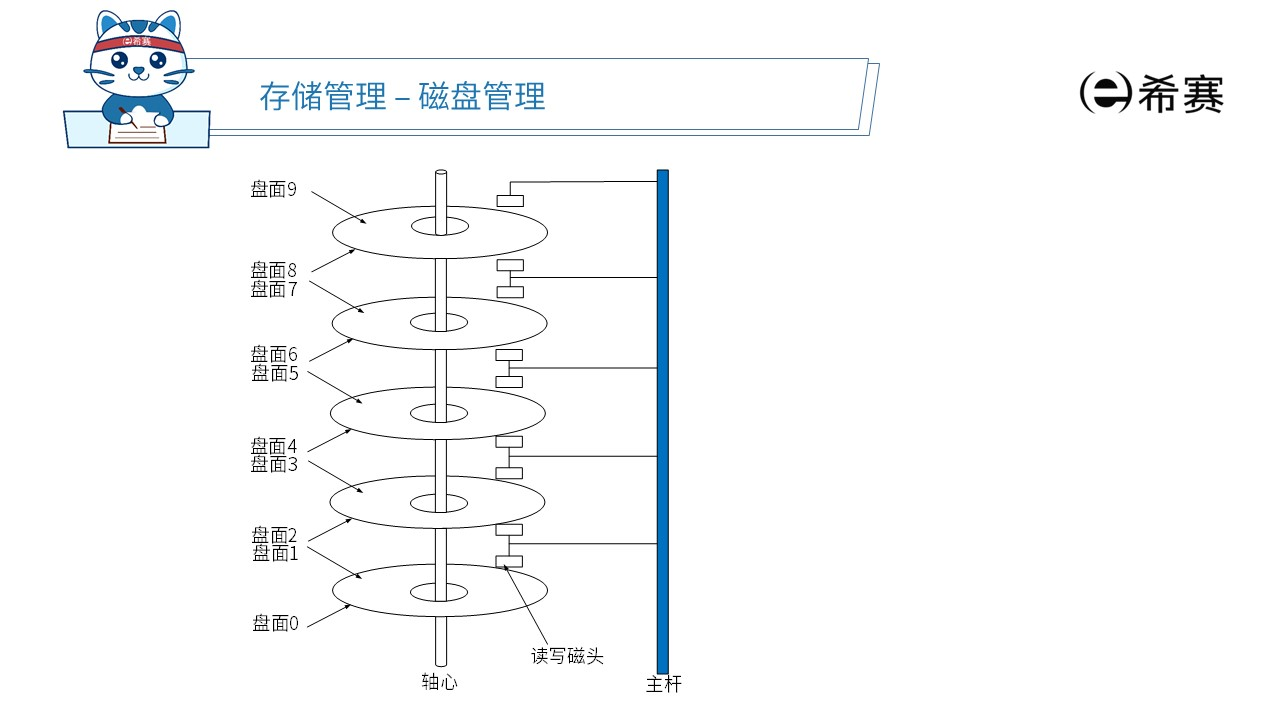 希赛
存储管理 – 磁盘管理
希赛
盘面9
盘面8
盘面7
盘面6
盘面5
盘面4
盘面3
盘面2
盘面1
盘面0
读写磁头
轴心
主杆